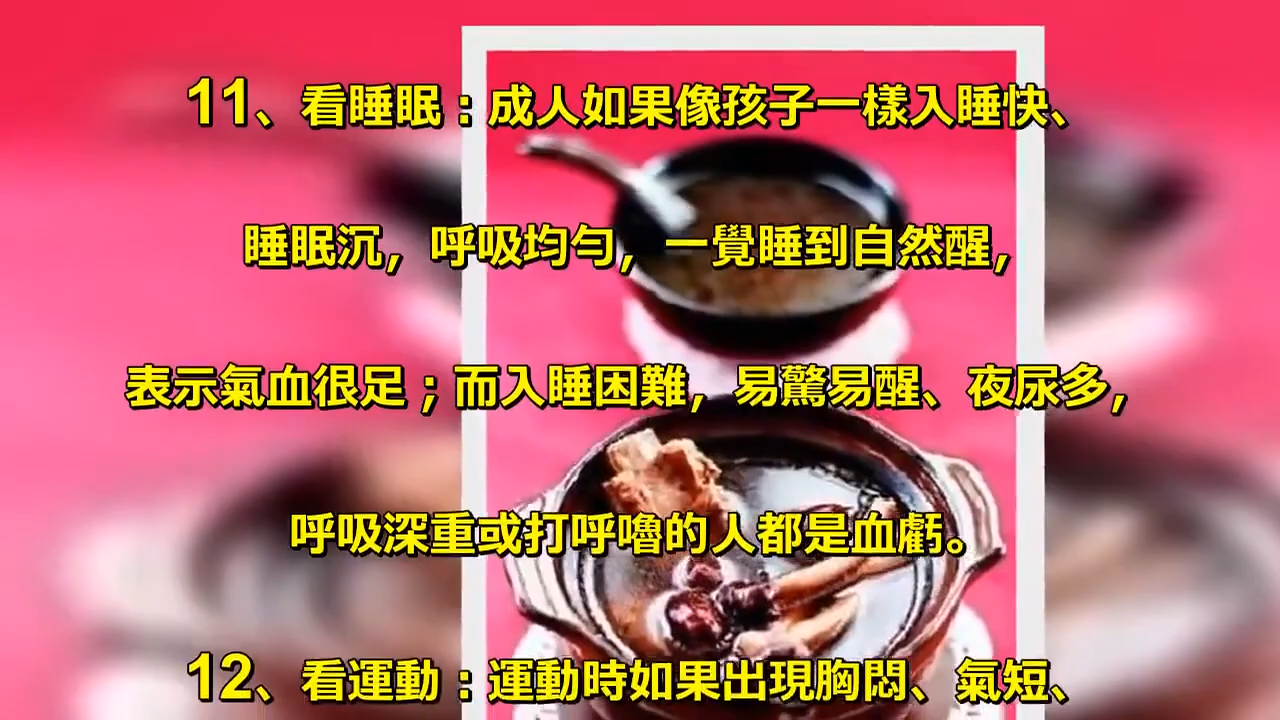 11、看睡眠：成人如果像孩子一樣入睡快、
睡眠沉，呼吸均勻，一覺睡到自然醒，
表示氣血很足；而入睡困難，易驚易醒、夜尿多，
呼吸深重或打呼嚕的人都是血虧。
12、看運動：運動時如果出現胸悶、氣短、